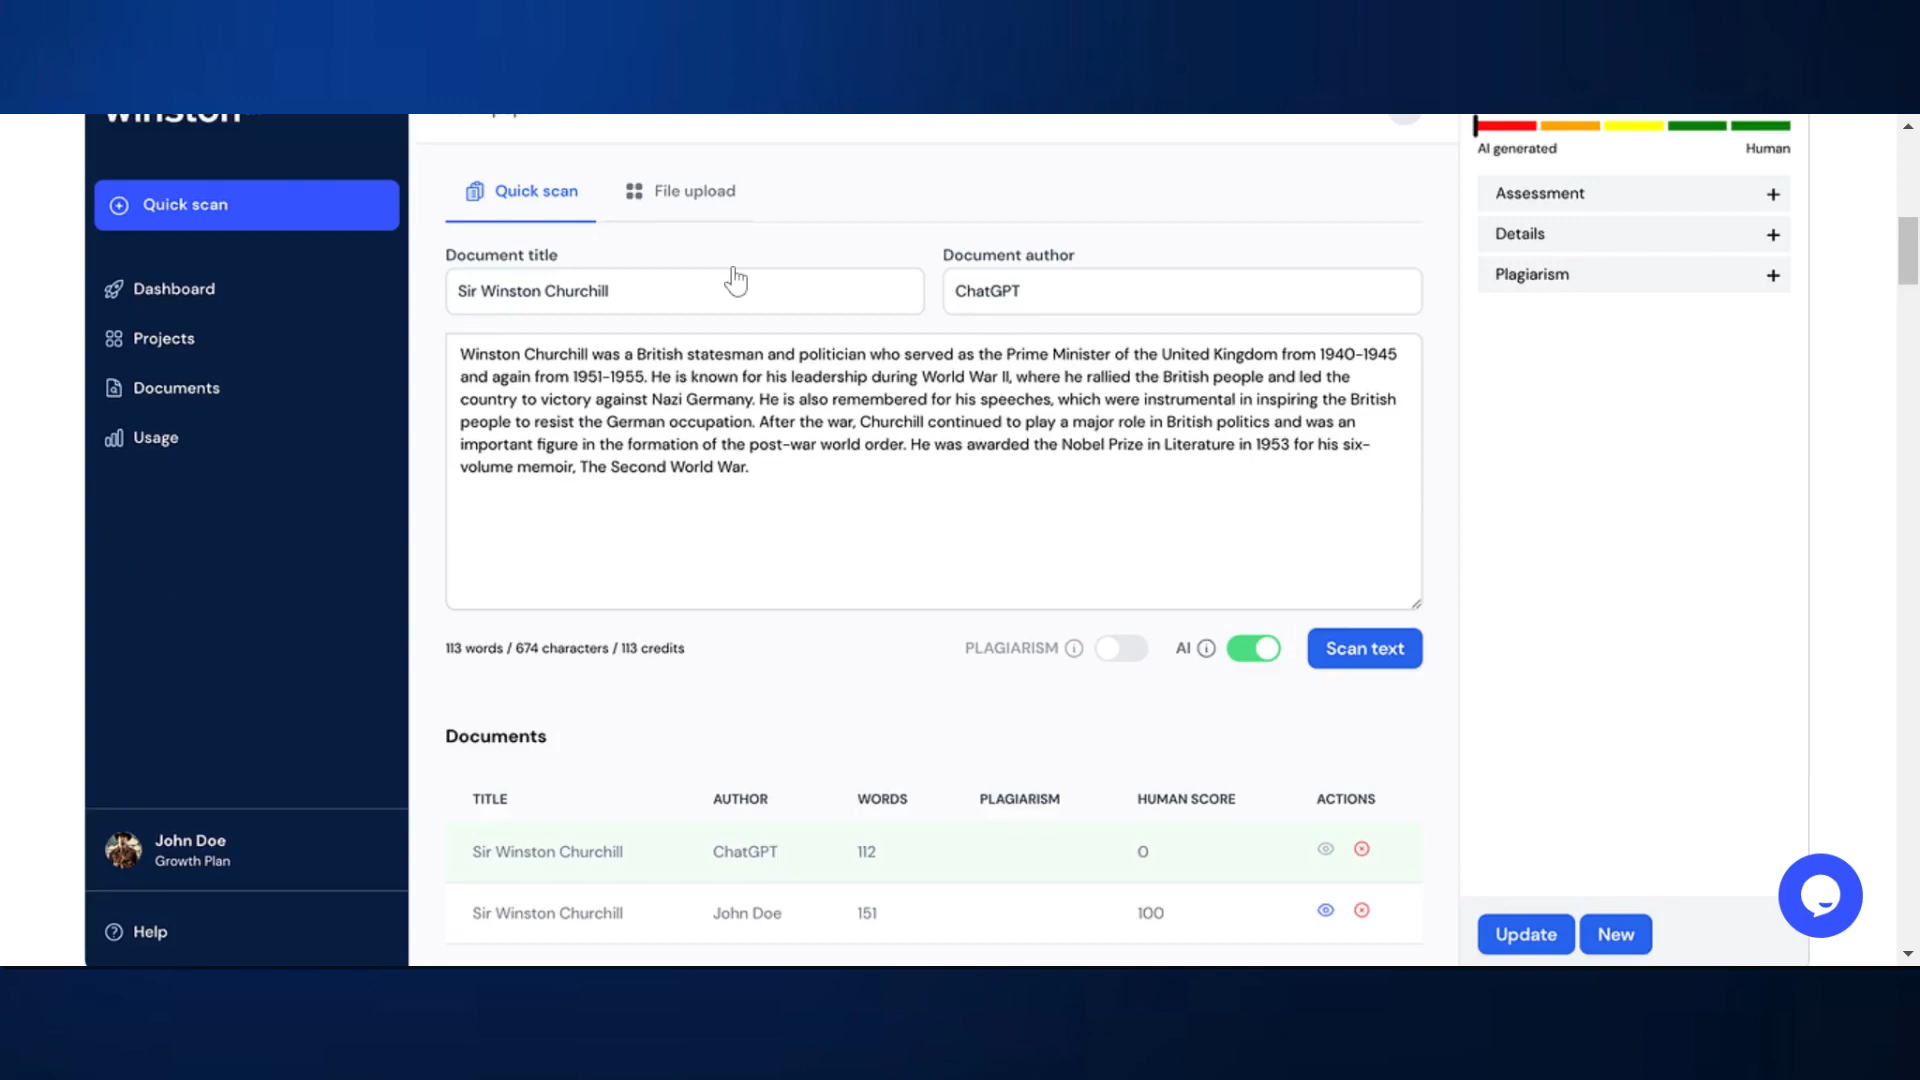 winston
Quick scan
Dashboard
Projects
Documents
Usage
John Doe
Growth Plan
Help
Quick scan
File upload
Document title
Document author
Sir Winston Churchill
ChatGPT
Winston Churchill was a British statesman and politician who served as the Prime Minister of the United Kingdom from 1940-1945
and again from 1951-1955. He is known for his leadership during World War II, where he rallied the British people and led the
country to victory against Nazi Germany. He is also remembered for his speeches, which were instrumental in inspiring the British
people to resist the German occupation. After the war, Churchill continued to play a major role in British politics and was an
important figure in the formation of the post-war world order. He was awarded the Nobel Prize in Literature in 1953 for his six-
volume memoir, The Second World War.
113 words / 674 characters / 113 credits
PLAGIARISM
AI
Scan text
Documents
TITLE AUTHOR WORDS PLAGIARISM HUMAN SCORE ACTIONS
Sir Winston Churchill ChatGPT 112 0
Sir Winston Churchill John Doe 151 100
AI generated Human
Assessment
Details
Plagiarism
Update New